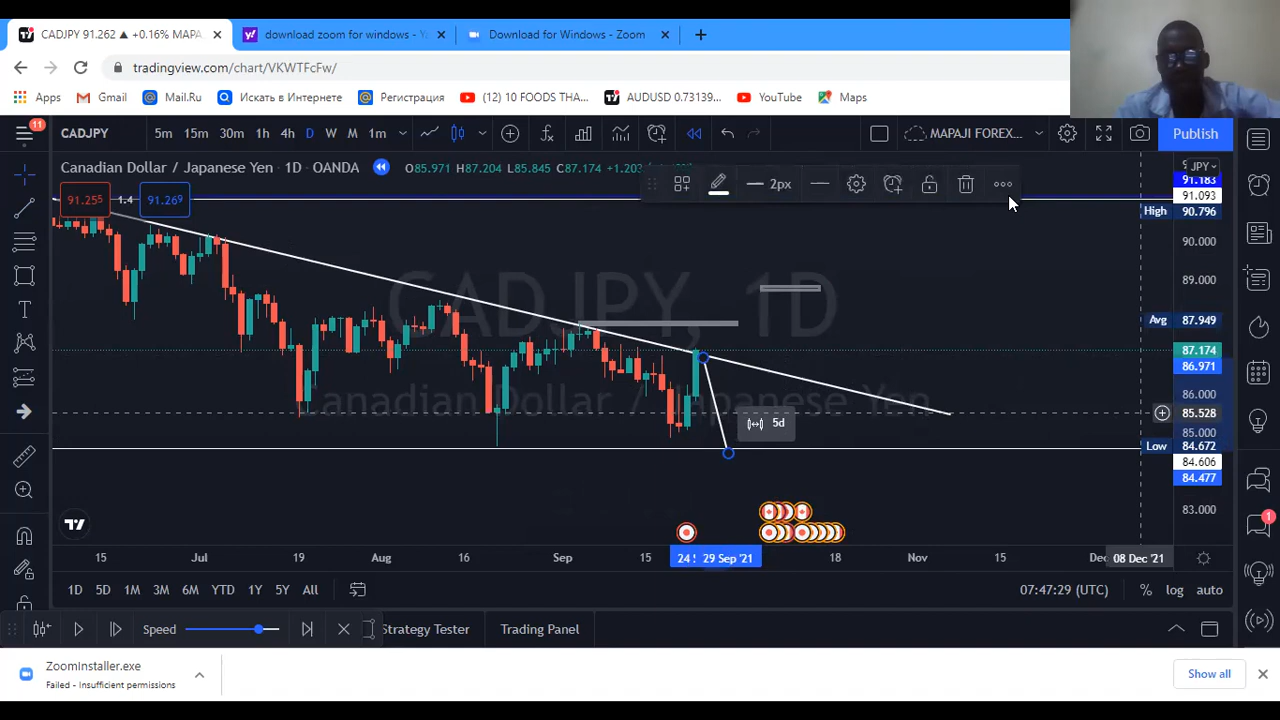 CADJPY 91.262 ▲ +0.16% MAPA
download zoom for windows - Y
Download for Windows - Zoom
tradingview.com/chart/VKWTFcFw/
Apps Gmail Mail.Ru Искать в Интернете Регистрация (12) 10 FOODS THA... AUDUSD 0.73139... YouTube Maps
11
CADJPY 5m 15m 30m 1h 4h D W M 1m MAPAJI FOREX... Publish
Canadian Dollar / Japanese Yen · 1D · OANDA O85.971 H87.204 L85.845 C87.174
JPY
91.183
91.255 1.4 91.269
2px
91.093
High 90.796
90.000
89.000
CADJPY, 1D
Canadian Dollar / Japanese Yen
Avg 87.949
87.174
86.971
86.000
85.528
5d
85.000
Low 84.672
84.606
84.477
83.000
15 Jul 19 Aug 16 Sep 15 24 29 Sep '21 18 Nov 15 Dec 08 Dec '21
1D 5D 1M 3M 6M YTD 1Y 5Y All 07:47:29 (UTC) % log auto
Speed Strategy Tester Trading Panel
1
ZoomInstaller.exe
Failed - Insufficient permissions
Show all